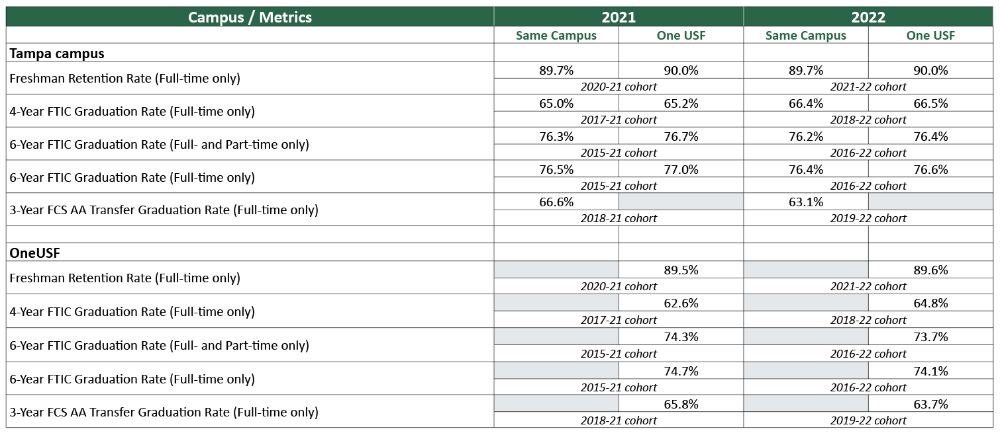 Campus / Metrics 2021 2022
Same Campus One USF Same Campus One USF
Tampa campus
Freshman Retention Rate (Full-time only) 89.7% 90.0% 89.7% 90.0%
2020-21 cohort 2021-22 cohort
4-Year FTIC Graduation Rate (Full-time only) 65.0% 65.2% 66.4% 66.5%
2017-21 cohort 2018-22 cohort
6-Year FTIC Graduation Rate (Full- and Part-time only) 76.3% 76.7% 76.2% 76.4%
2015-21 cohort 2016-22 cohort
6-Year FTIC Graduation Rate (Full-time only) 76.5% 77.0% 76.4% 76.6%
2015-21 cohort 2016-22 cohort
3-Year FCS AA Transfer Graduation Rate (Full-time only) 66.6% 63.1%
2018-21 cohort 2019-22 cohort
OneUSF
Freshman Retention Rate (Full-time only) 89.5% 89.6%
2020-21 cohort 2021-22 cohort
4-Year FTIC Graduation Rate (Full-time only) 62.6% 64.8%
2017-21 cohort 2018-22 cohort
6-Year FTIC Graduation Rate (Full- and Part-time only) 74.3% 73.7%
2015-21 cohort 2016-22 cohort
6-Year FTIC Graduation Rate (Full-time only) 74.7% 74.1%
2015-21 cohort 2016-22 cohort
3-Year FCS AA Transfer Graduation Rate (Full-time only) 65.8% 63.7%
2018-21 cohort 2019-22 cohort